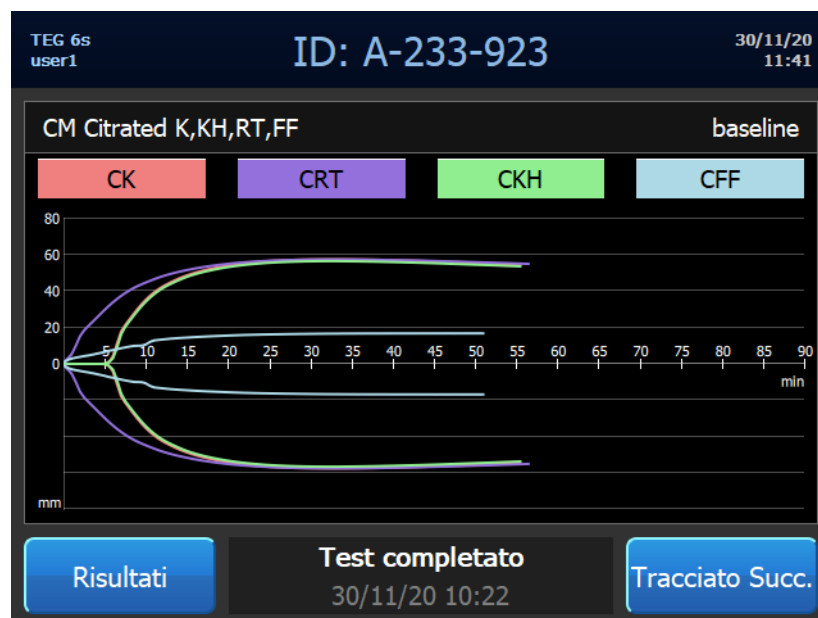 TEG 6s
user1
ID: A-233-923
30/11/20
11:41
CM Citrated K,KH,RT,FF
baseline
CK
CRT
CKH
CFF
80
60
40
20
0
5 10 15 20 25 30 35 40 45 50 55 60 65 70 75 80 85 90
min
mm
Risultati
Test completato
30/11/20 10:22
Tracciato Succ.